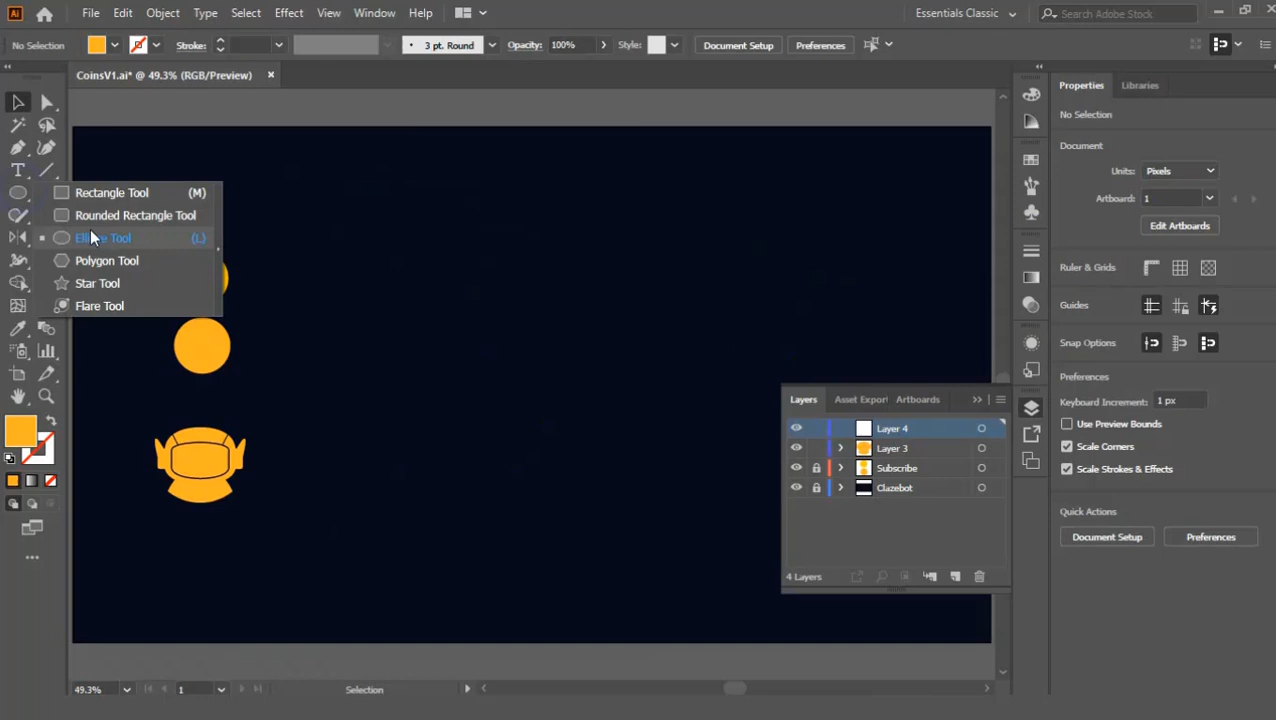 Ai File Edit Object Type Select Effect View Window Help Essentials Classic Search Adobe Stock
No Selection Stroke: 3 pt. Round Opacity: 100% Style: Document Setup Preferences
CoinsV1.ai* @ 49.3% (RGB/Preview)
Rectangle Tool (M)
Rounded Rectangle Tool
Ellipse Tool (L)
Polygon Tool
Star Tool
Flare Tool
Layers Asset Export Artboards
Layer 4
Layer 3
Subscribe
Clazebot
4 Layers
Properties Libraries
No Selection
Document
Units: Pixels
Artboard: 1
Edit Artboards
Ruler & Grids
Guides
Snap Options
Preferences
Keyboard Increment: 1 px
Use Preview Bounds
Scale Corners
Scale Strokes & Effects
Quick Actions
Document Setup Preferences
49.3% 1 Selection